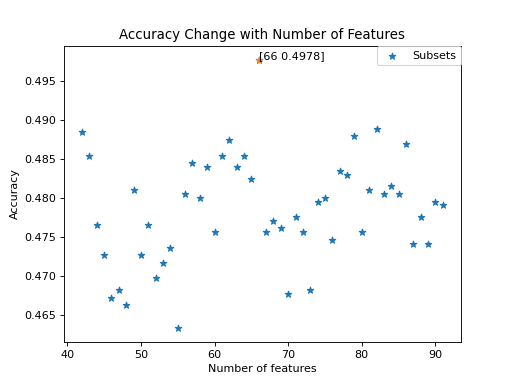 Accuracy Change with Number of Features
[66 0.4978]
Subsets
0.495
0.490
0.485
0.480
0.475
0.470
0.465
Accuracy
40 50 60 70 80 90
Number of features